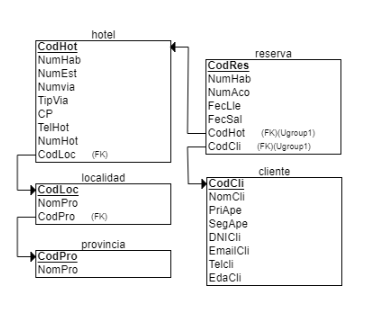 hotel
CodHot
NumHab
NumEst
Numvia
TipVia
CP
TelHot
NumHot
CodLoc (FK)
localidad
CodLoc
NomPro
CodPro (FK)
provincia
CodPro
NomPro
reserva
CodRes
NumHab
NumAco
FecLle
FecSal
CodHot (FK)(Ugroup1)
CodCli (FK)(Ugroup1)
cliente
CodCli
NomCli
PriApe
SegApe
DNICli
EmailCli
Telcli
EdaCli